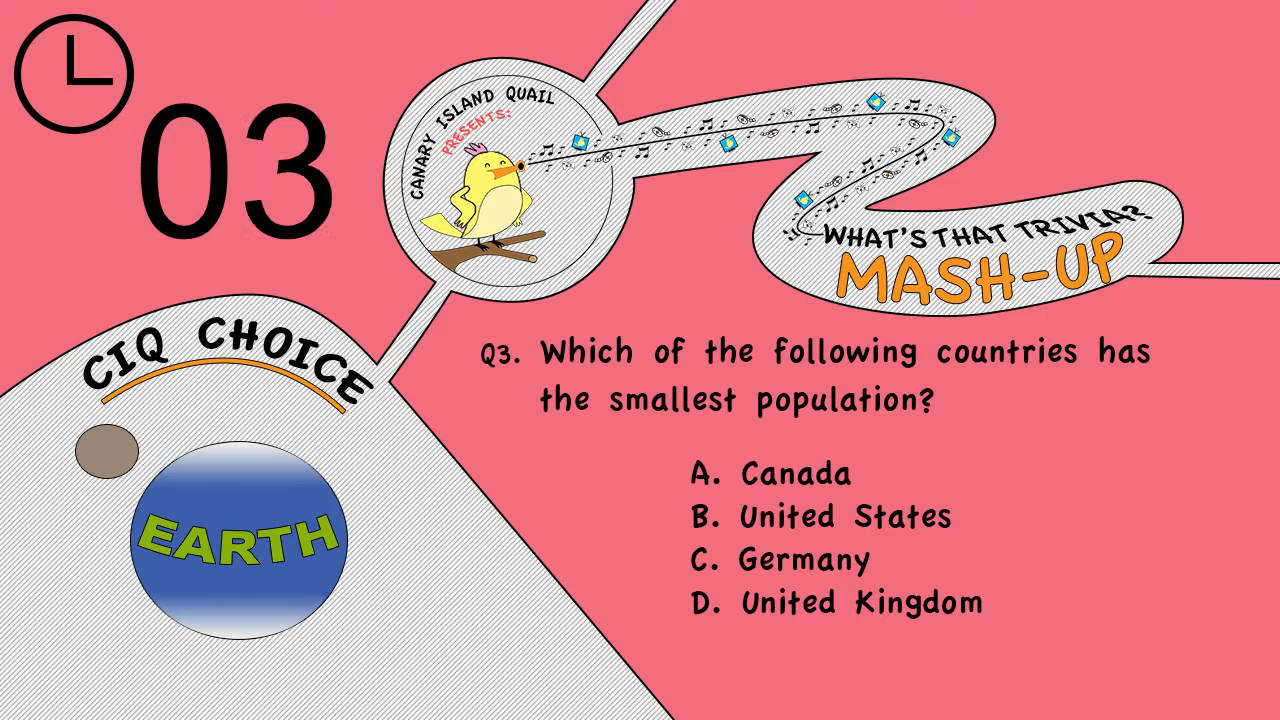 03
CANARY ISLAND QUAIL
PRESENTS:
WHAT'S THAT TRIVIA?
MASH-UP
CIQ CHOICE
EARTH
Q3. Which of the following countries has
the smallest population?
A. Canada
B. United States
C. Germany
D. United Kingdom